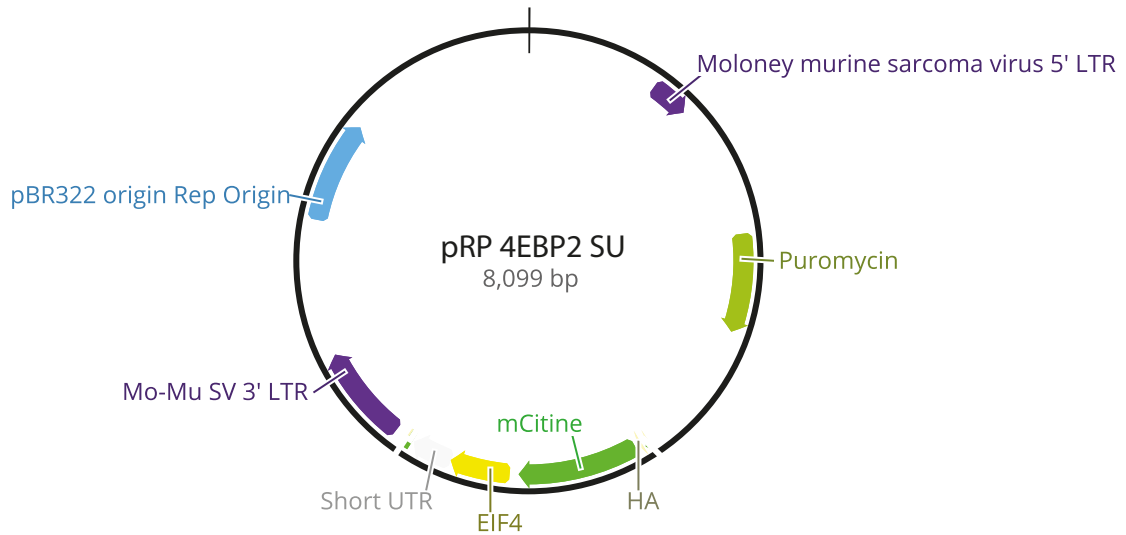 Moloney murine sarcoma virus 5' LTR
pBR322 origin Rep Origin
pRP 4EBP2 SU
8,099 bp
Puromycin
Mo-Mu SV 3' LTR
mCitine
Short UTR
HA
EIF4